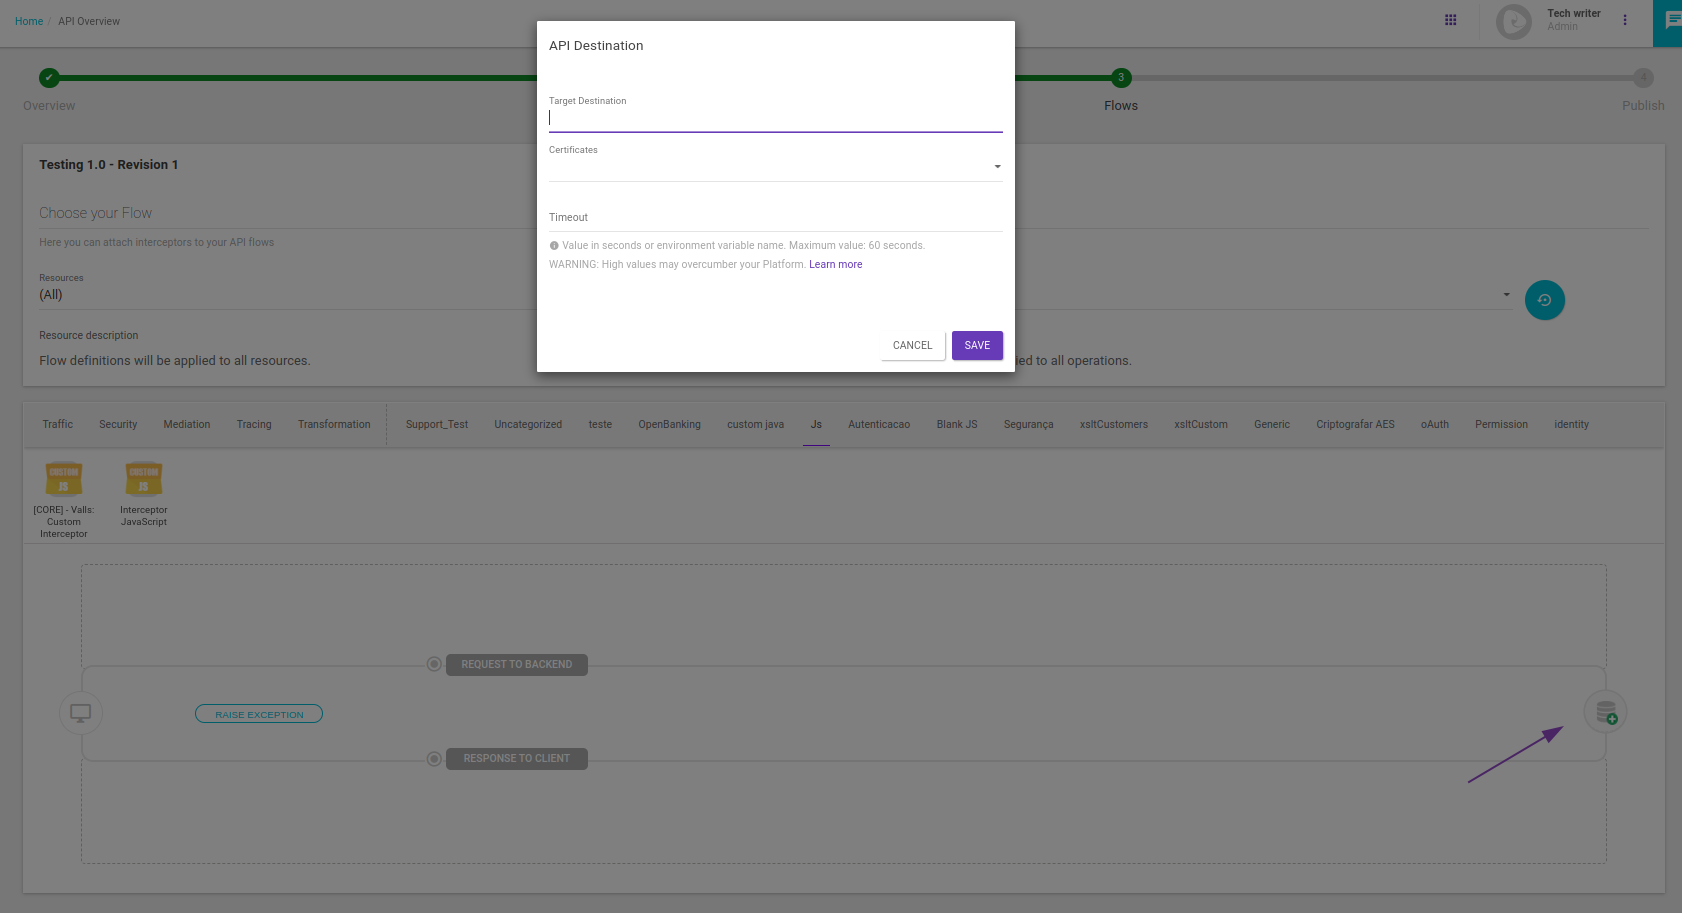 Home / API Overview
Tech writer
Admin
API Destination
Target Destination
Certificates
Timeout
Value in seconds or environment variable name. Maximum value: 60 seconds.
WARNING: High values may overcumber your Platform. Learn more
CANCEL
SAVE
3
4
Overview
Flows
Publish
Testing 1.0 - Revision 1
Choose your Flow
Here you can attach interceptors to your API flows
Resources
(All)
Resource description
Flow definitions will be applied to all resources.
ied to all operations.
Traffic Security Mediation Tracing Transformation Support_Test Uncategorized teste OpenBanking custom java Js Autenticacao Blank JS Segurança xsltCustomers xsltCustom Generic Criptografar AES oAuth Permission identity
CUSTOM
JS
[CORE] - Valls:
Custom
Interceptor
CUSTOM
JS
Interceptor
JavaScript
REQUEST TO BACKEND
RAISE EXCEPTION
RESPONSE TO CLIENT